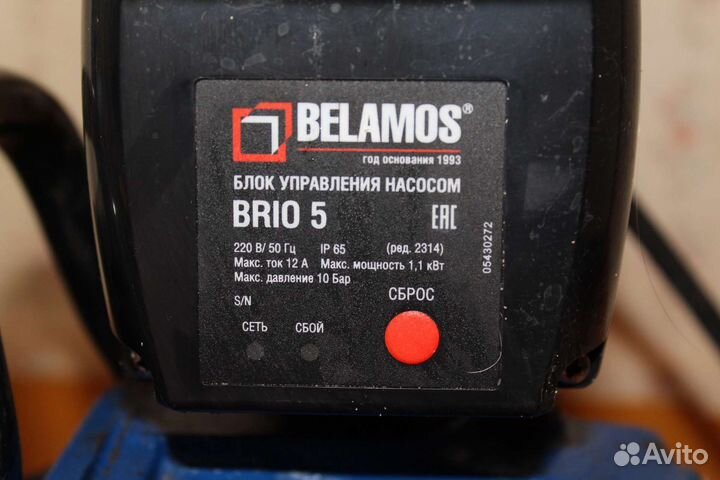 BELAMOS®
год основания 1993
БЛОК УПРАВЛЕНИЯ НАСОСОМ
BRIO 5
EAC
220 В/ 50 Гц IP 65 (ред. 2314)
Макс. ток 12 А Макс. мощность 1,1 кВт
Макс. давление 10 Бар
S/N
СБРОС
СЕТЬ СБОЙ
05430272
Avito